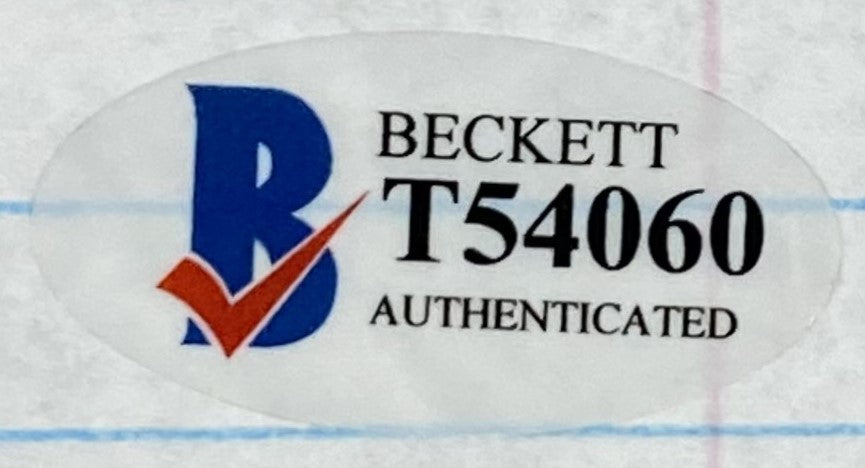 B
BECKETT
T54060
AUTHENTICATED